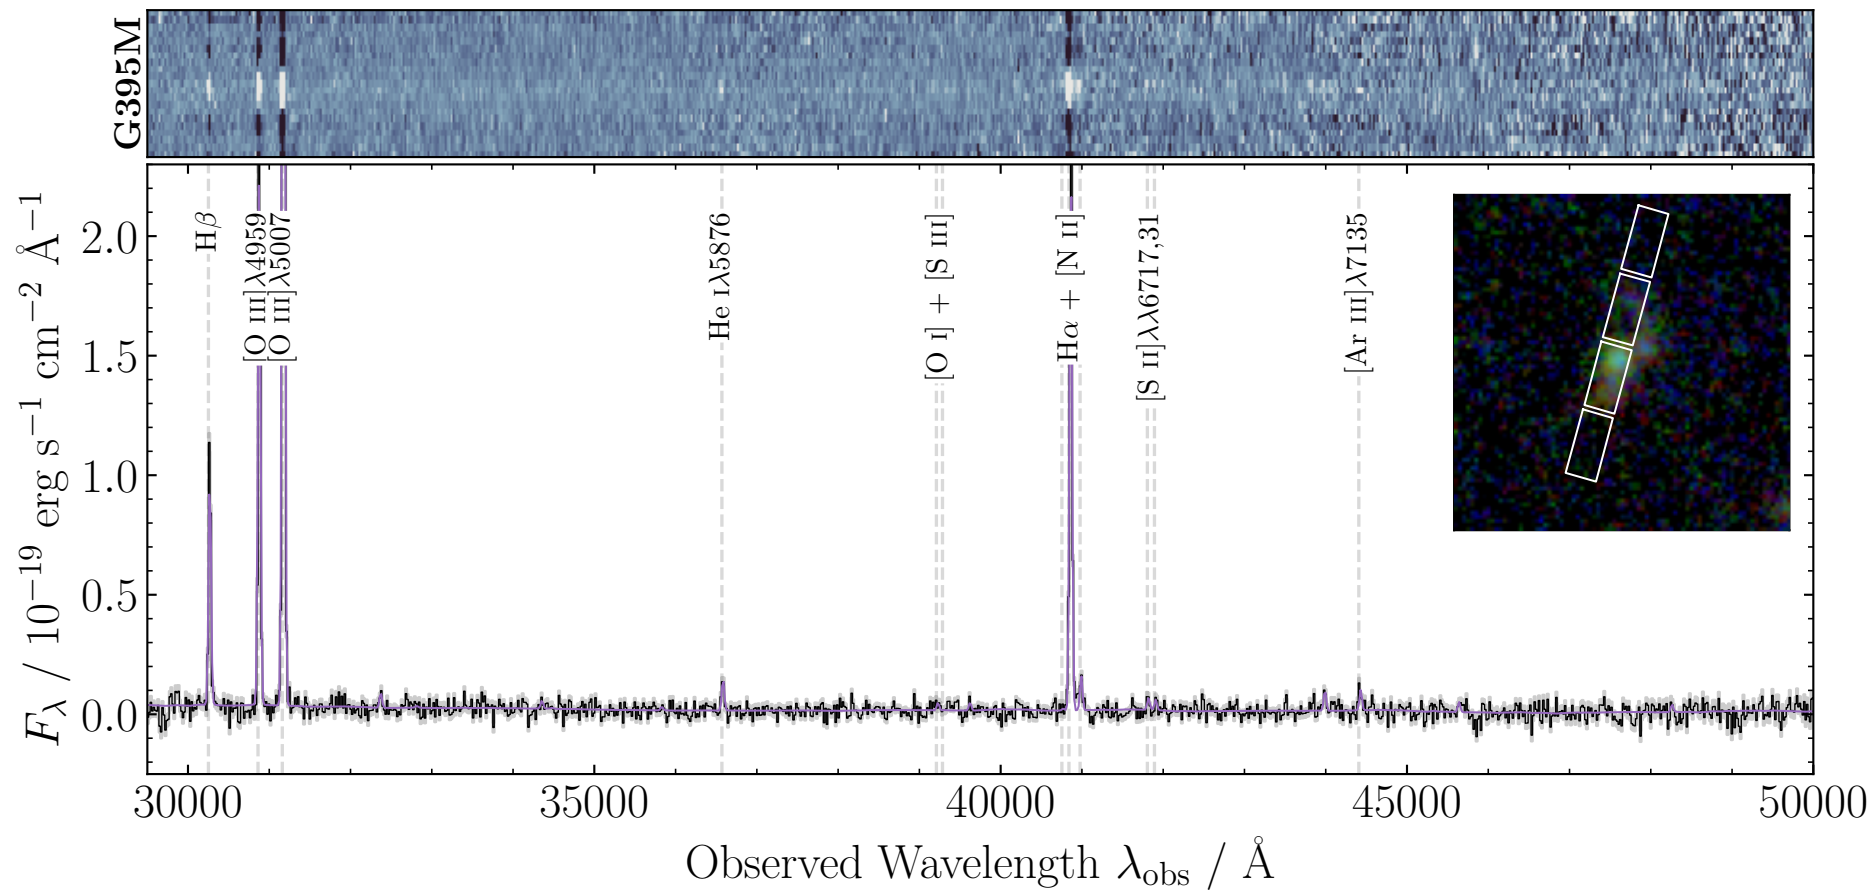 G395M
Hβ
[O III]λ4959
[O III]λ5007
He Iλ5876
[O I] + [S III]
Hα + [N II]
[S II]λλ6717,31
[Ar III]λ7135
2.0
1.5
1.0
0.5
0.0
F_λ / 10⁻¹⁹ erg s⁻¹ cm⁻² Å⁻¹
30000 35000 40000 45000 50000
Observed Wavelength λ_obs / Å